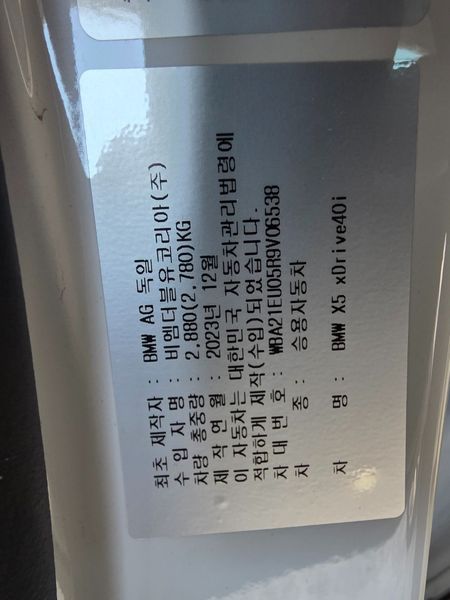 최초 제작자 : BMW AG 독일
수 입 자 명 : 비엠더블유코리아(주)
차량 총중량 : 2,880(2,780)KG
제 작 연 월 : 2023년 12월
이 자동차는 대한민국 자동차관리법령에
적합하게 제작(수입)되었습니다.
차 대 번 호 : WBA21EU05R9V06538
차 종 : 승용자동차
차 명 : BMW X5 xDrive40i